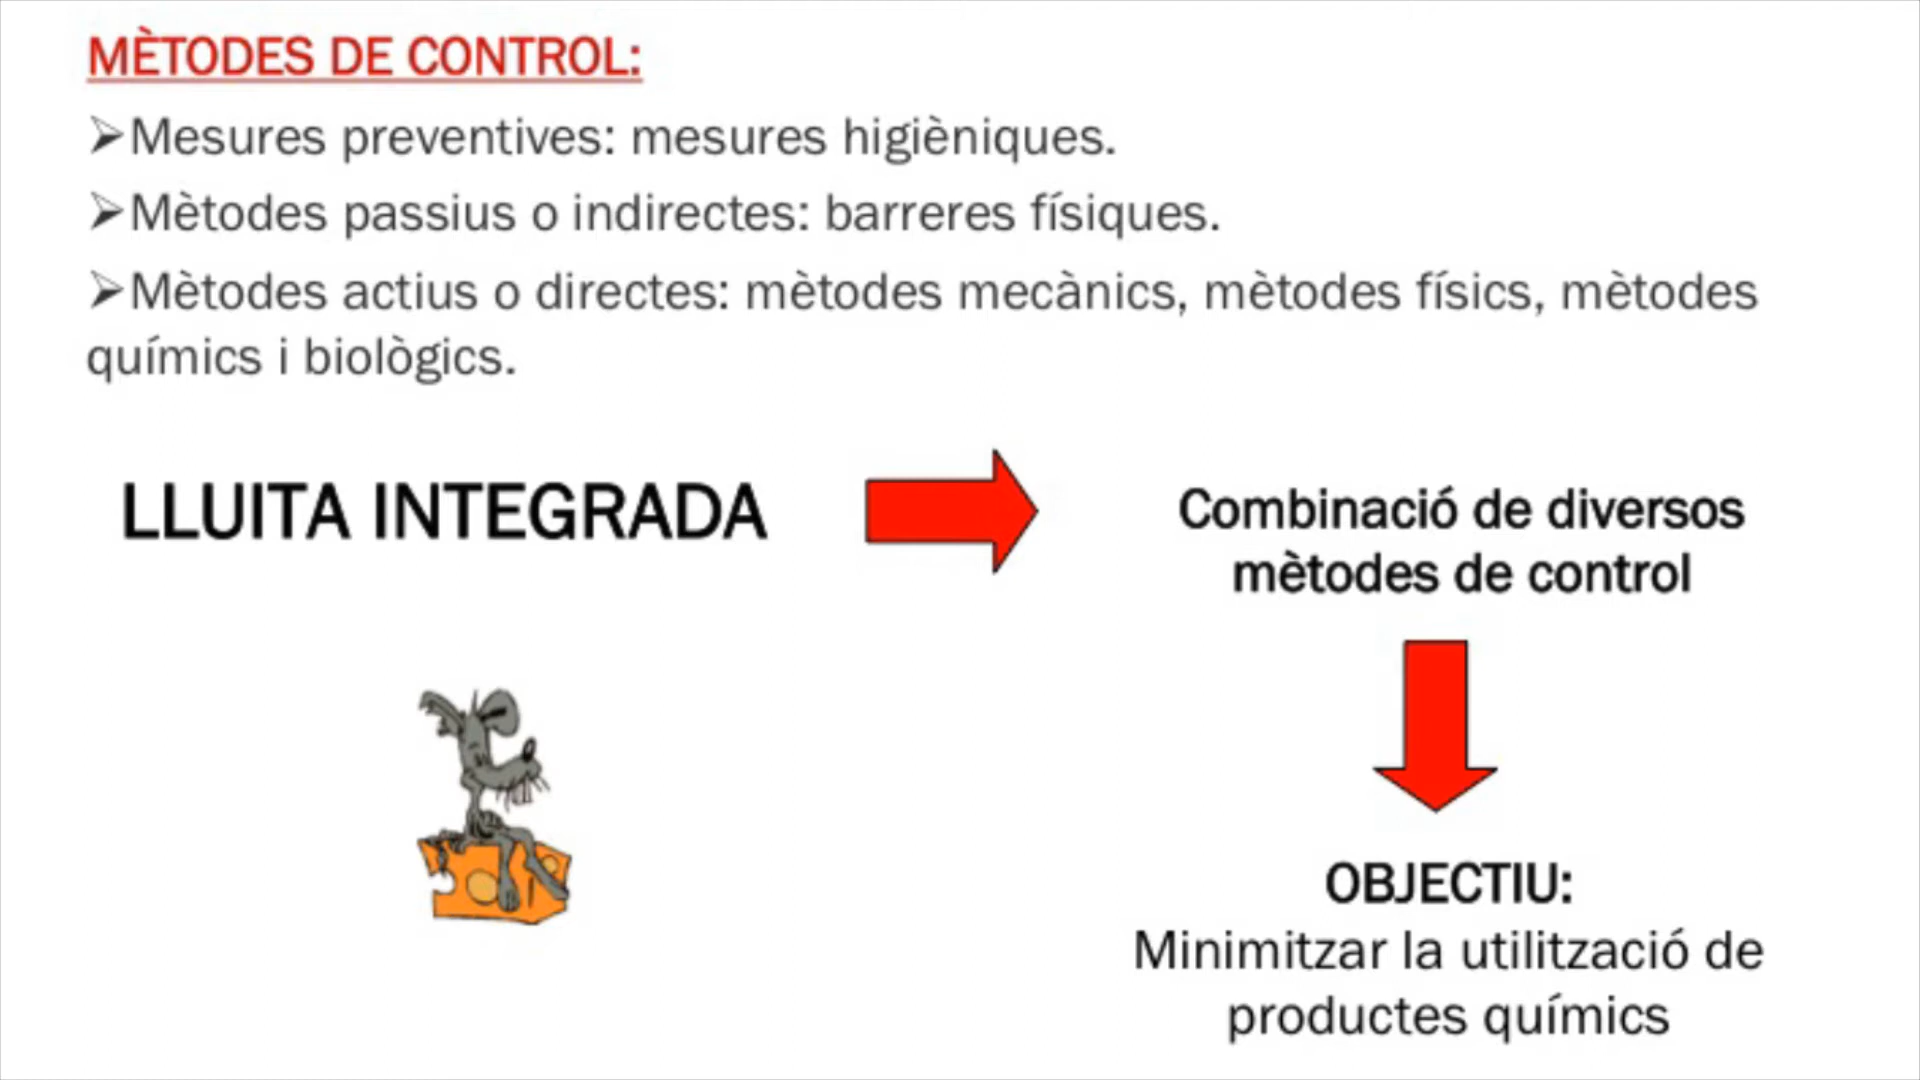 MÈTODES DE CONTROL:
➢Mesures preventives: mesures higièniques.
➢Mètodes passius o indirectes: barreres físiques.
➢Mètodes actius o directes: mètodes mecànics, mètodes físics, mètodes
químics i biològics.
LLUITA INTEGRADA
Combinació de diversos
mètodes de control
OBJECTIU:
Minimitzar la utilització de
productes químics